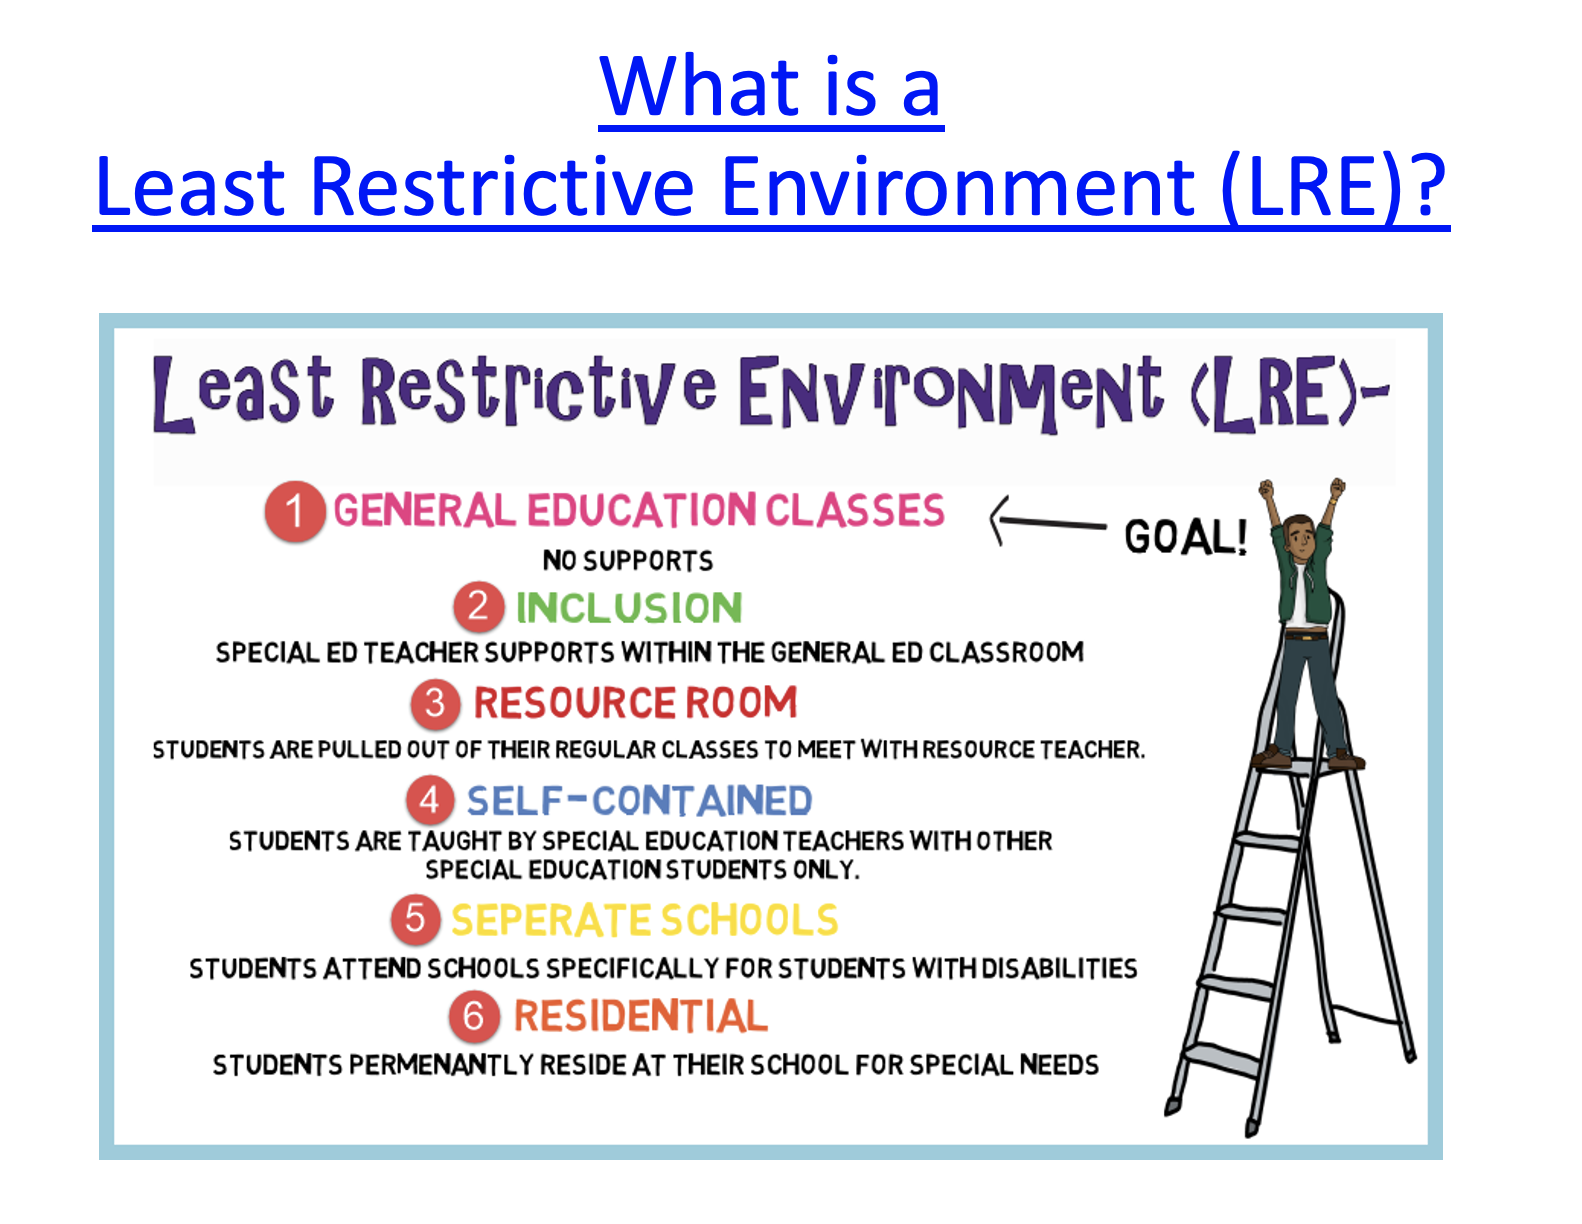 What is a
Least Restrictive Environment (LRE)?
Least Restrictive Environment (LRE)-
1 GENERAL EDUCATION CLASSES
GOAL!
NO SUPPORTS
2 INCLUSION
SPECIAL ED TEACHER SUPPORTS WITHIN THE GENERAL ED CLASSROOM
3 RESOURCE ROOM
STUDENTS ARE PULLED OUT OF THEIR REGULAR CLASSES TO MEET WITH RESOURCE TEACHER.
4 SELF-CONTAINED
STUDENTS ARE TAUGHT BY SPECIAL EDUCATION TEACHERS WITH OTHER
SPECIAL EDUCATION STUDENTS ONLY.
5 SEPERATE SCHOOLS
STUDENTS ATTEND SCHOOLS SPECIFICALLY FOR STUDENTS WITH DISABILITIES
6 RESIDENTIAL
STUDENTS PERMENANTLY RESIDE AT THEIR SCHOOL FOR SPECIAL NEEDS